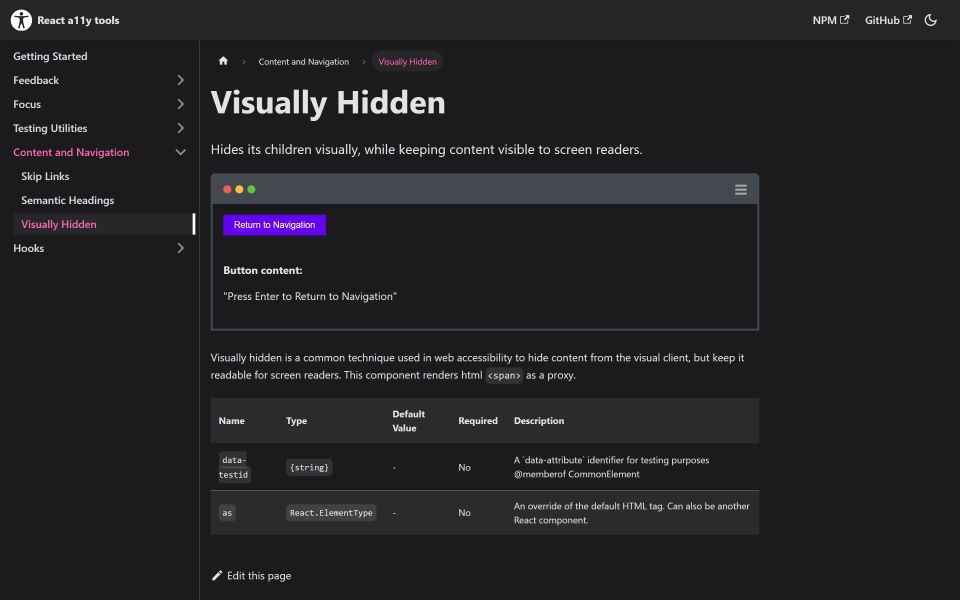 React a11y tools
NPM
GitHub
Getting Started
Feedback
Focus
Testing Utilities
Content and Navigation
Skip Links
Semantic Headings
Visually Hidden
Hooks
Content and Navigation
Visually Hidden
Visually Hidden
Hides its children visually, while keeping content visible to screen readers.
Return to Navigation
Button content:
"Press Enter to Return to Navigation"
Visually hidden is a common technique used in web accessibility to hide content from the visual client, but keep it
readable for screen readers. This component renders html <span> as a proxy.
Name Type Default Value Required Description
data-testid {string} - No A `data-attribute` identifier for testing purposes
@memberof CommonElement
as React.ElementType - No An override of the default HTML tag. Can also be another
React component.
Edit this page